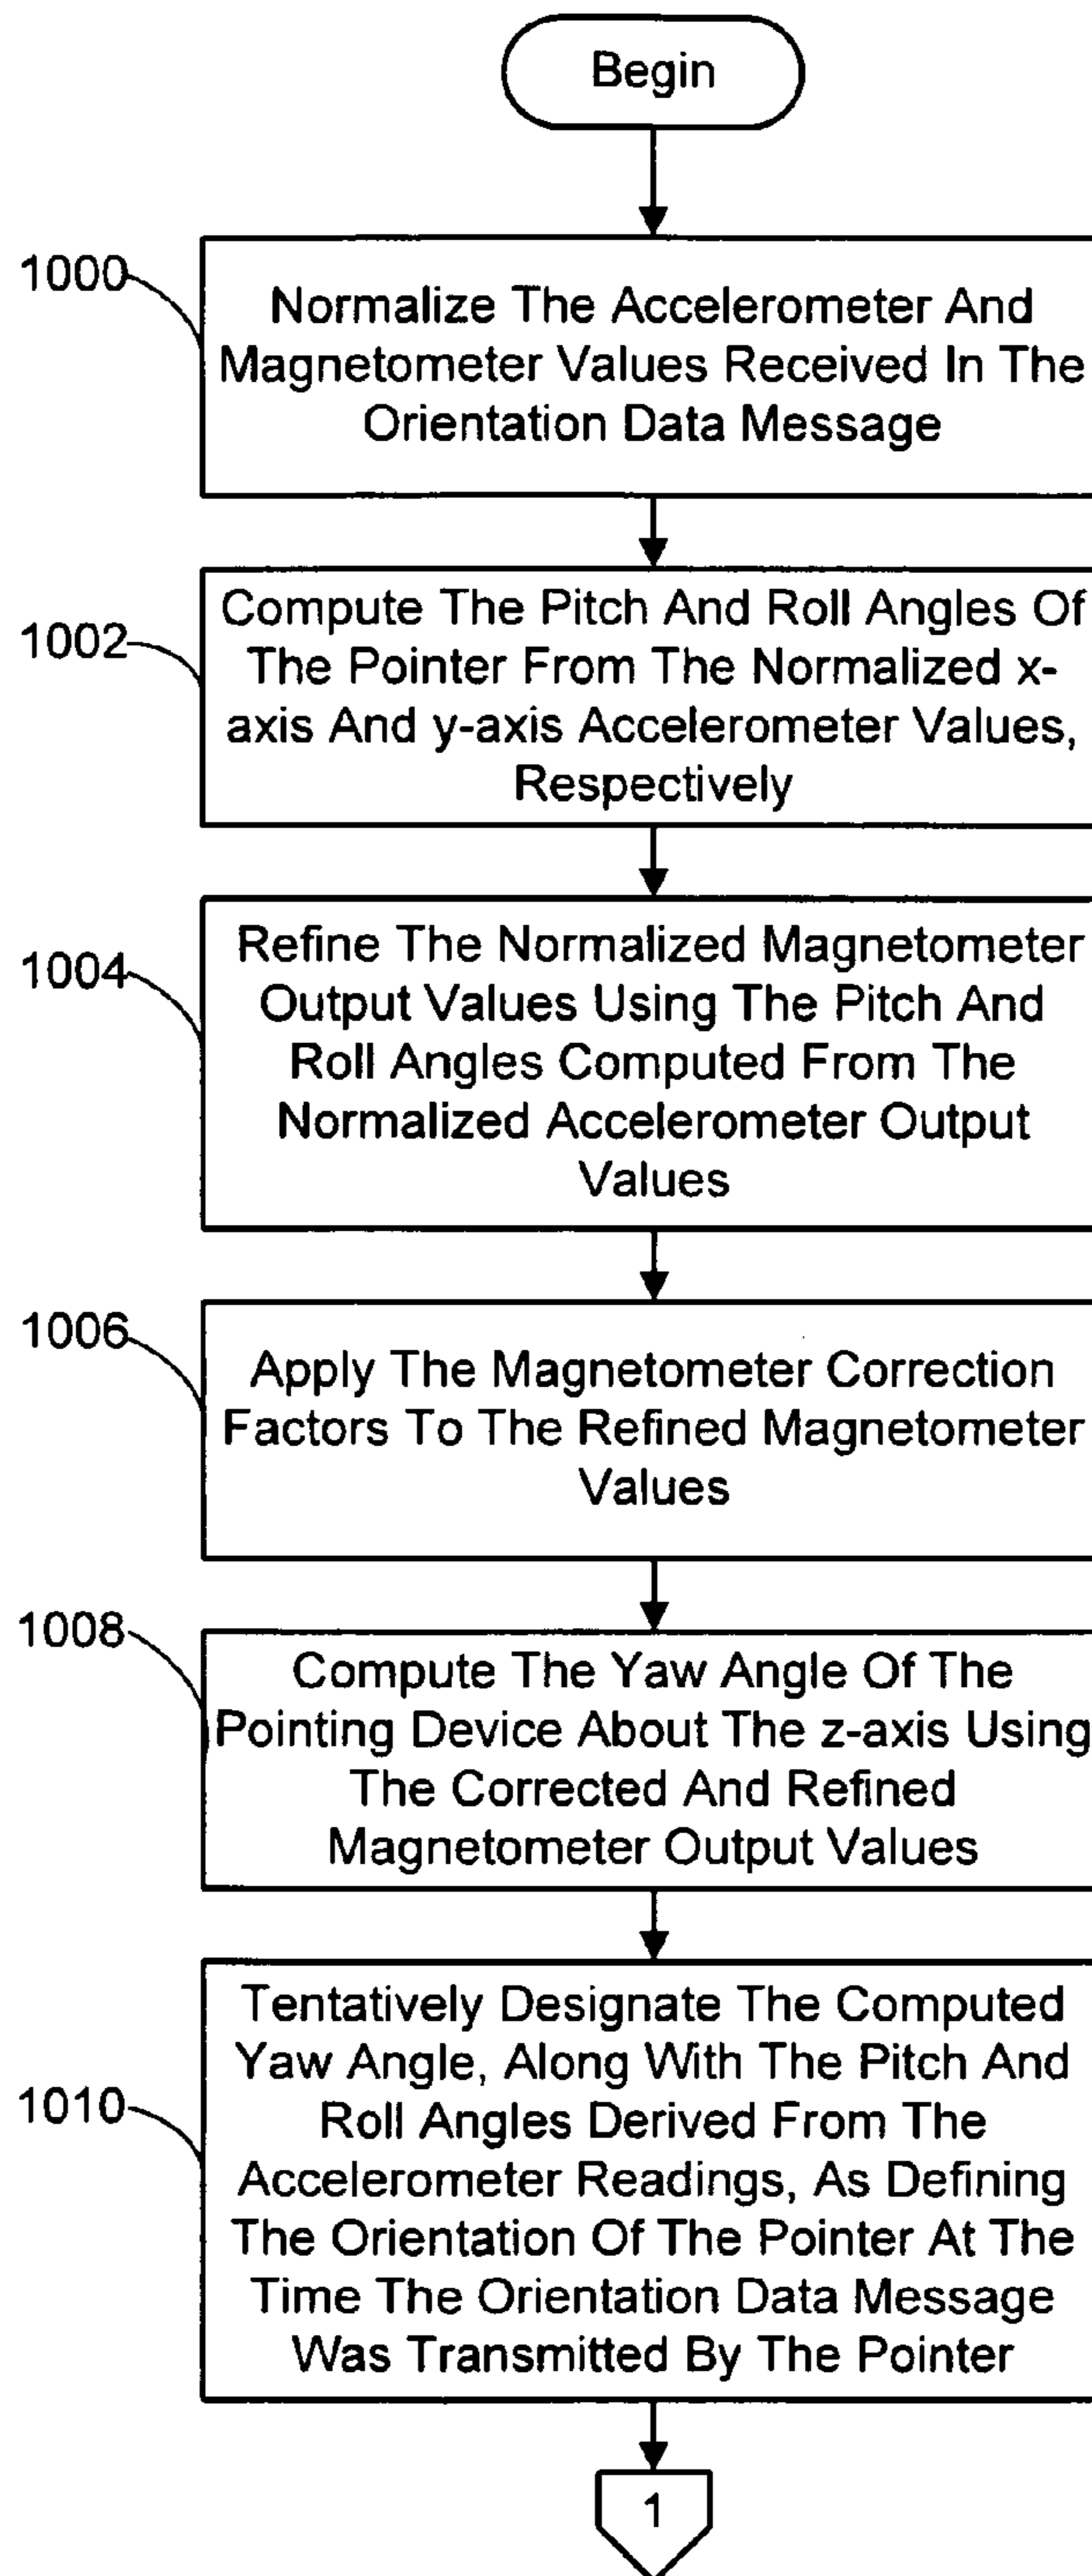 Begin
1000
Normalize The Accelerometer And
Magnetometer Values Received In The
Orientation Data Message
1002
Compute The Pitch And Roll Angles Of
The Pointer From The Normalized x-
axis And y-axis Accelerometer Values,
Respectively
1004
Refine The Normalized Magnetometer
Output Values Using The Pitch And
Roll Angles Computed From The
Normalized Accelerometer Output
Values
1006
Apply The Magnetometer Correction
Factors To The Refined Magnetometer
Values
1008
Compute The Yaw Angle Of The
Pointing Device About The z-axis Using
The Corrected And Refined
Magnetometer Output Values
1010
Tentatively Designate The Computed
Yaw Angle, Along With The Pitch And
Roll Angles Derived From The
Accelerometer Readings, As Defining
The Orientation Of The Pointer At The
Time The Orientation Data Message
Was Transmitted By The Pointer
1